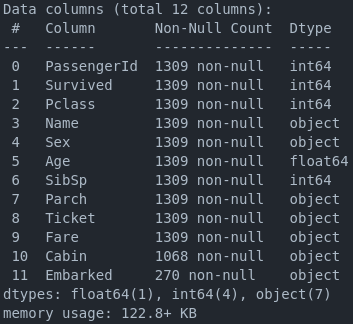 Data columns (total 12 columns):
 #   Column       Non-Null Count  Dtype
---  ------       --------------  -----
 0   PassengerId  1309 non-null   int64
 1   Survived     1309 non-null   int64
 2   Pclass       1309 non-null   int64
 3   Name         1309 non-null   object
 4   Sex          1309 non-null   object
 5   Age          1309 non-null   float64
 6   SibSp        1309 non-null   int64
 7   Parch        1309 non-null   object
 8   Ticket       1309 non-null   object
 9   Fare         1309 non-null   object
 10  Cabin        1068 non-null   object
 11  Embarked     270 non-null    object
dtypes: float64(1), int64(4), object(7)
memory usage: 122.8+ KB